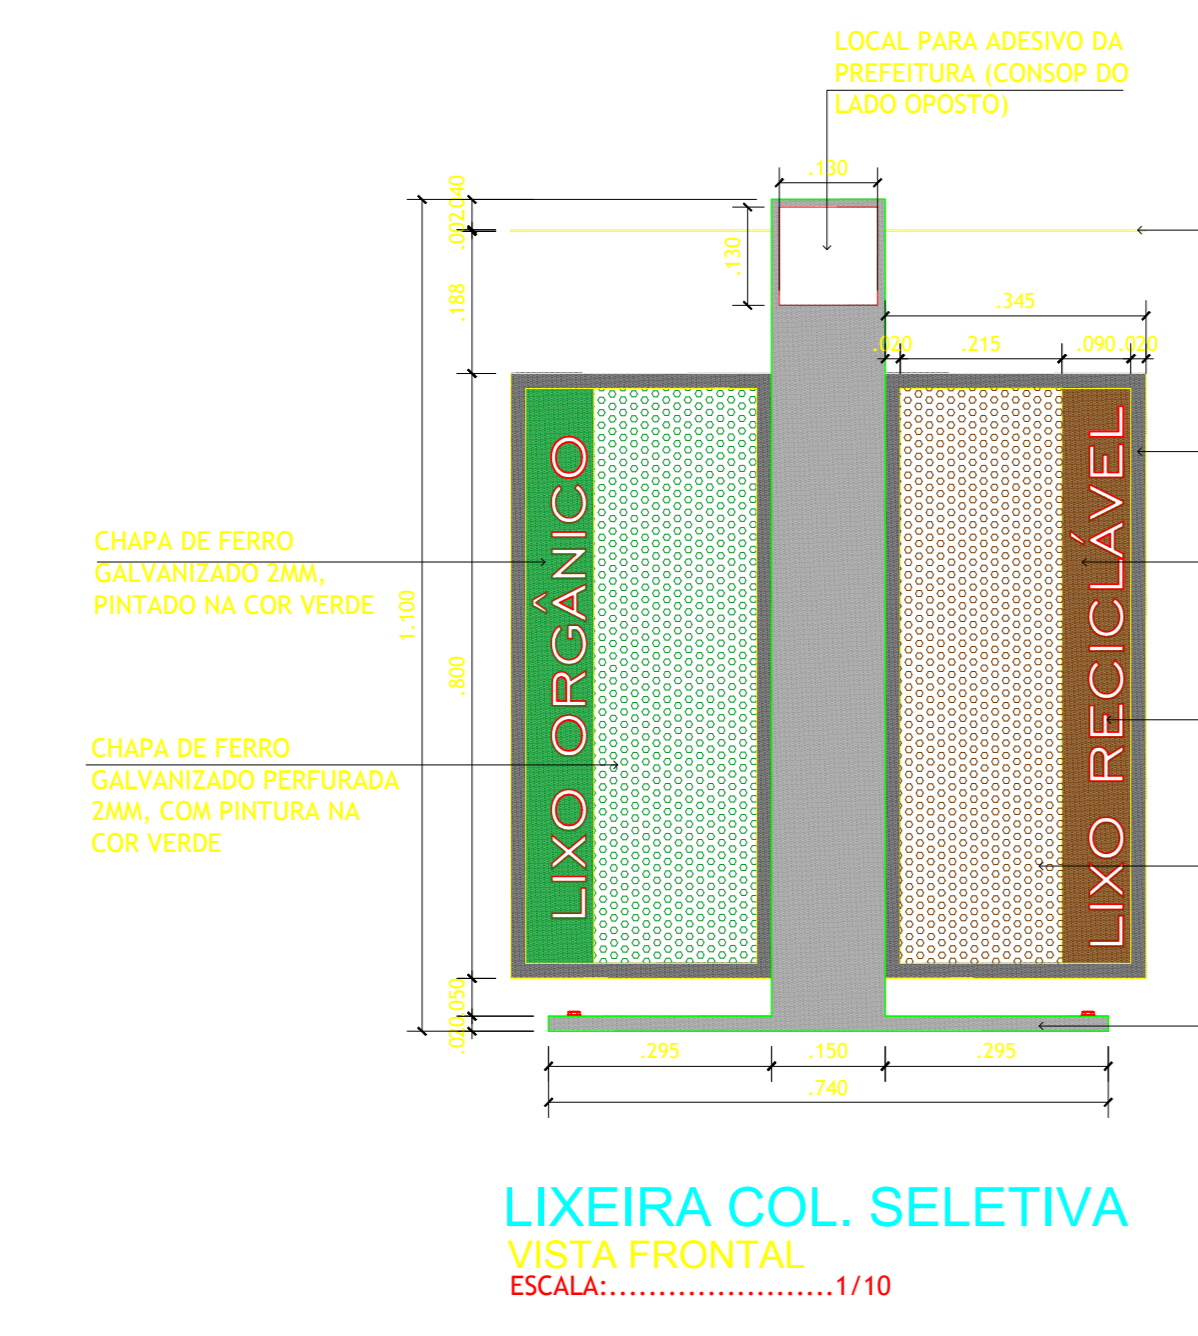 LOCAL PARA ADESIVO DA
PREFEITURA (CONSOP DO
LADO OPOSTO)
.130
.040
.002
.130
.188
.345
.020
.215
.090
.020
LIXO ORGÂNICO
LIXO RECICLÁVEL
CHAPA DE FERRO
GALVANIZADO 2MM,
PINTADO NA COR VERDE
1.100
.800
CHAPA DE FERRO
GALVANIZADO PERFURADA
2MM, COM PINTURA NA
COR VERDE
.050
.020
.295
.150
.295
.740
LIXEIRA COL. SELETIVA
VISTA FRONTAL
ESCALA:.......................1/10